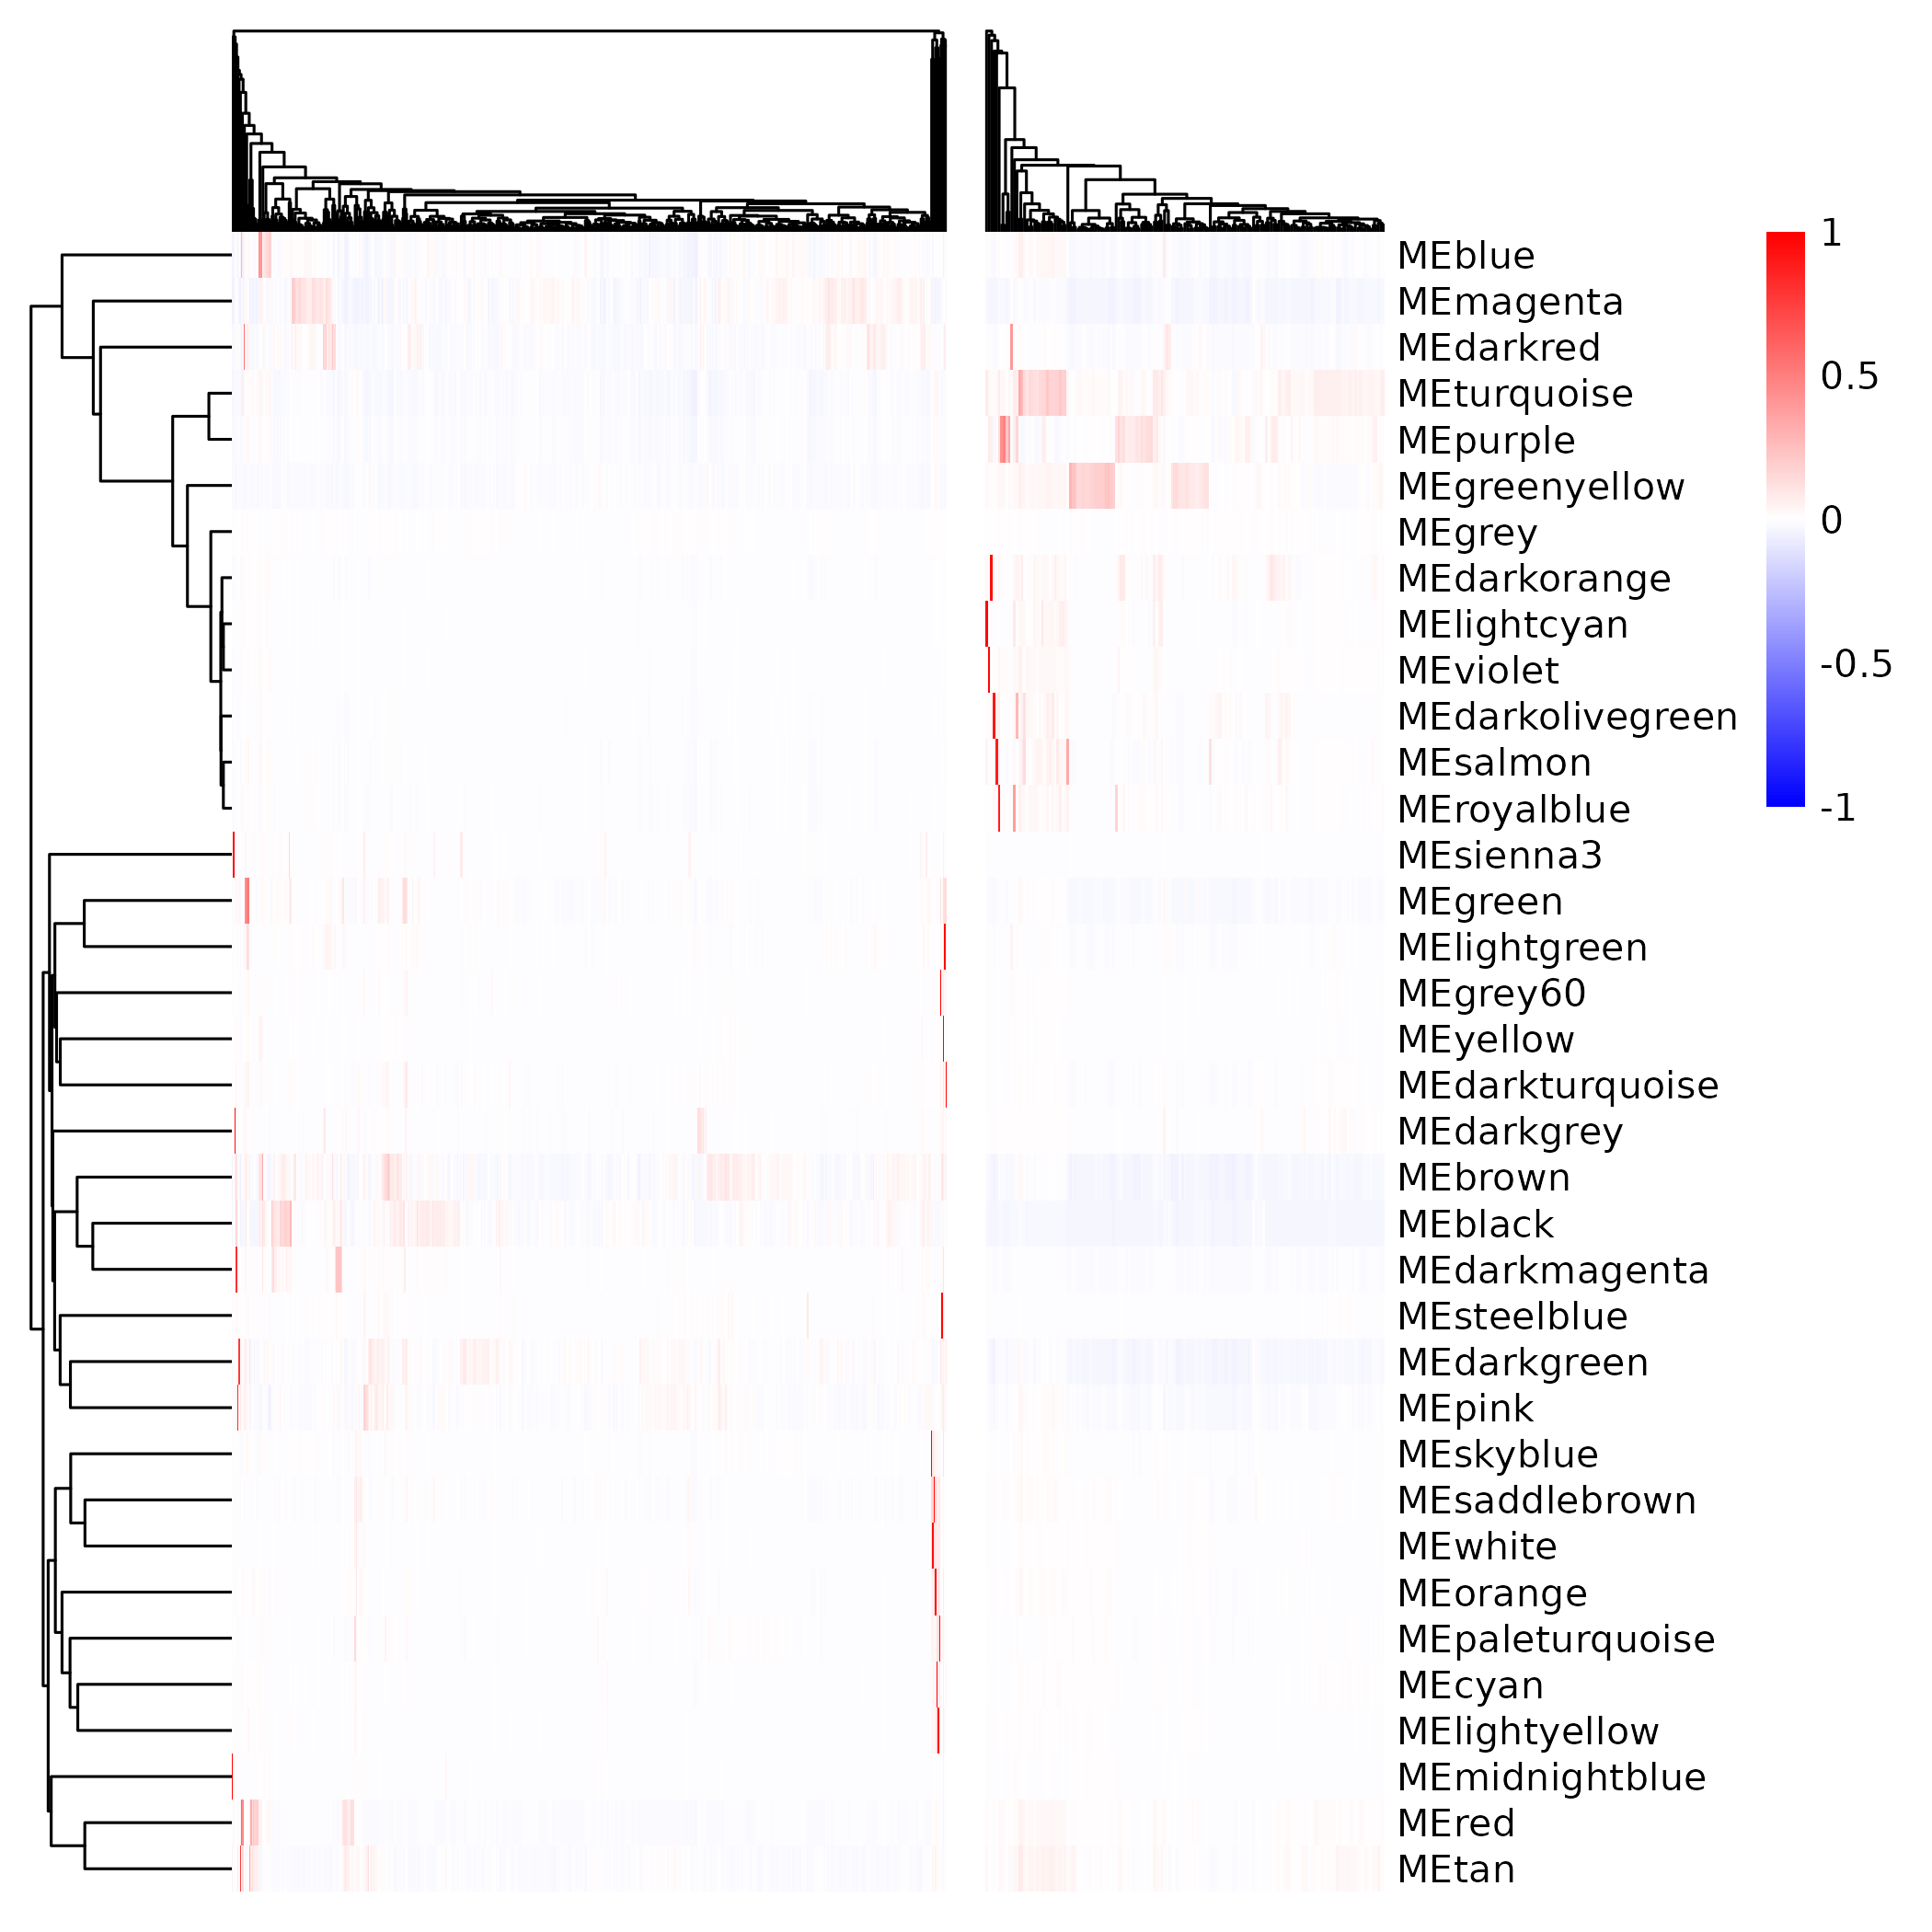 MEblue
MEmagenta
MEdarkred
MEturquoise
MEpurple
MEgreenyellow
MEgrey
MEdarkorange
MElightcyan
MEviolet
MEdarkolivegreen
MEsalmon
MEroyalblue
MEsienna3
MEgreen
MElightgreen
MEgrey60
MEyellow
MEdarkturquoise
MEdarkgrey
MEbrown
MEblack
MEdarkmagenta
MEsteelblue
MEdarkgreen
MEpink
MEskyblue
MEsaddlebrown
MEwhite
MEorange
MEpaleturquoise
MEcyan
MElightyellow
MEmidnightblue
MEred
MEtan
1
0.5
0
-0.5
-1